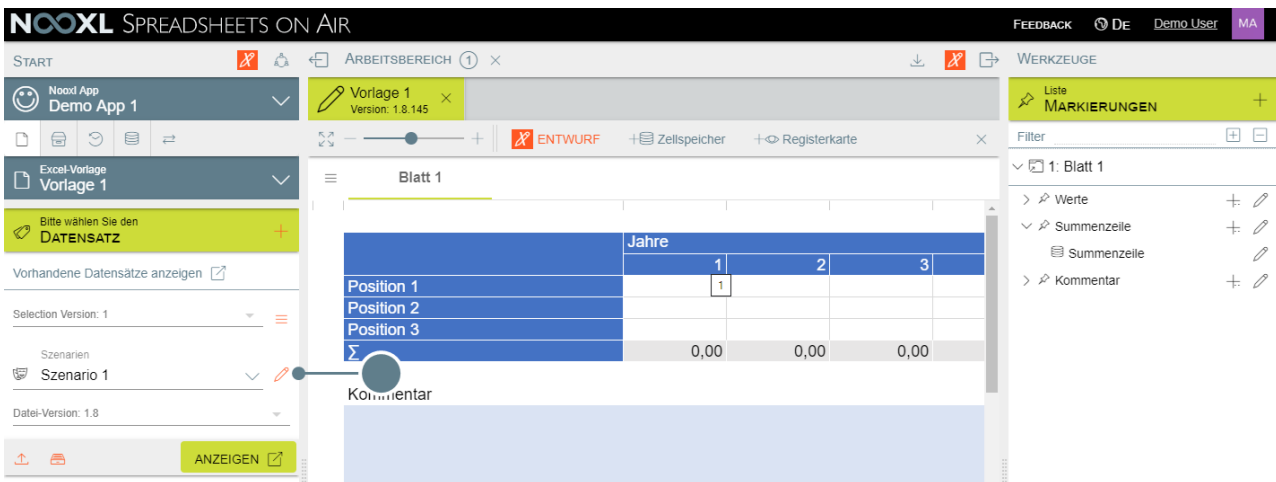 NOOXL SPREADSHEETS ON AIR
FEEDBACK DE Demo User MA
START
ARBEITSBEREICH 1
WERKZEUGE
Nooxl App
Demo App 1
Vorlage 1
Version: 1.8.145
Liste
MARKIERUNGEN
ENTWURF Zellspeicher Registerkarte
Filter
Excel-Vorlage
Vorlage 1
Blatt 1
1: Blatt 1
Werte
Summenzeile
Summenzeile
Kommentar
Bitte wählen Sie den
DATENSATZ
Vorhandene Datensätze anzeigen
Selection Version: 1
Szenarien
Szenario 1
Datei-Version: 1.8
ANZEIGEN
Jahre
1 2 3
Position 1 1
Position 2
Position 3
Σ 0,00 0,00 0,00
Kommentar